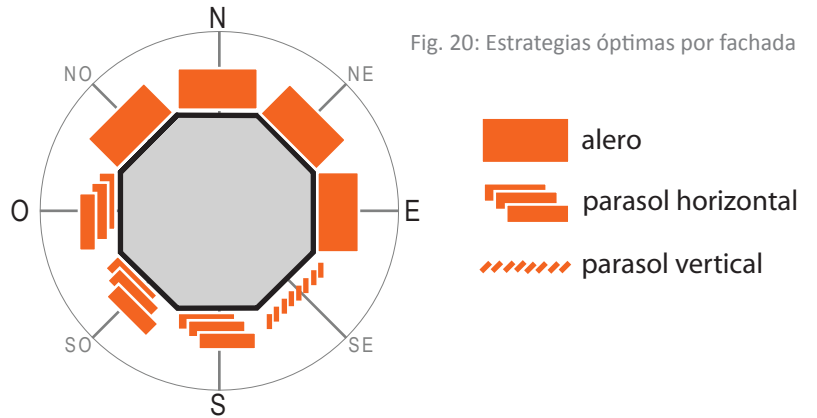 N
Fig. 20: Estrategias óptimas por fachada
NO
NE
alero
parasol horizontal
O
E
parasol vertical
SO
SE
S